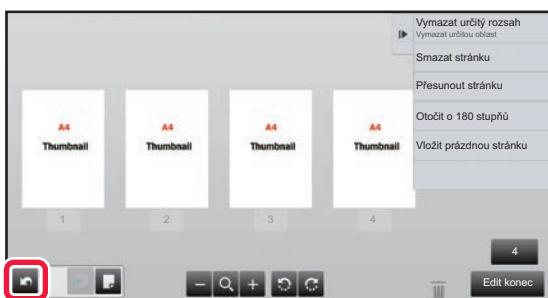 Vymazat určitý rozsah
Vymazat určitou oblast
Smazat stránku
Přesunout stránku
Otočit o 180 stupňů
Vložit prázdnou stránku
A4
Thumbnail
A4
Thumbnail
A4
Thumbnail
A4
Thumbnail
1
2
3
4
4
Edit konec